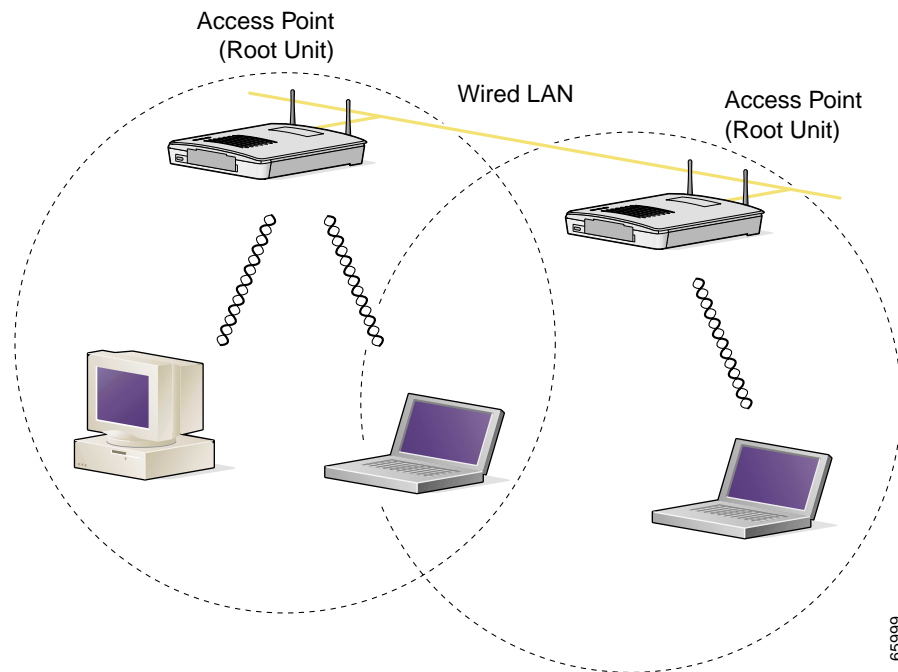 Access Point
(Root Unit)
Wired LAN
Access Point
(Root Unit)
65999